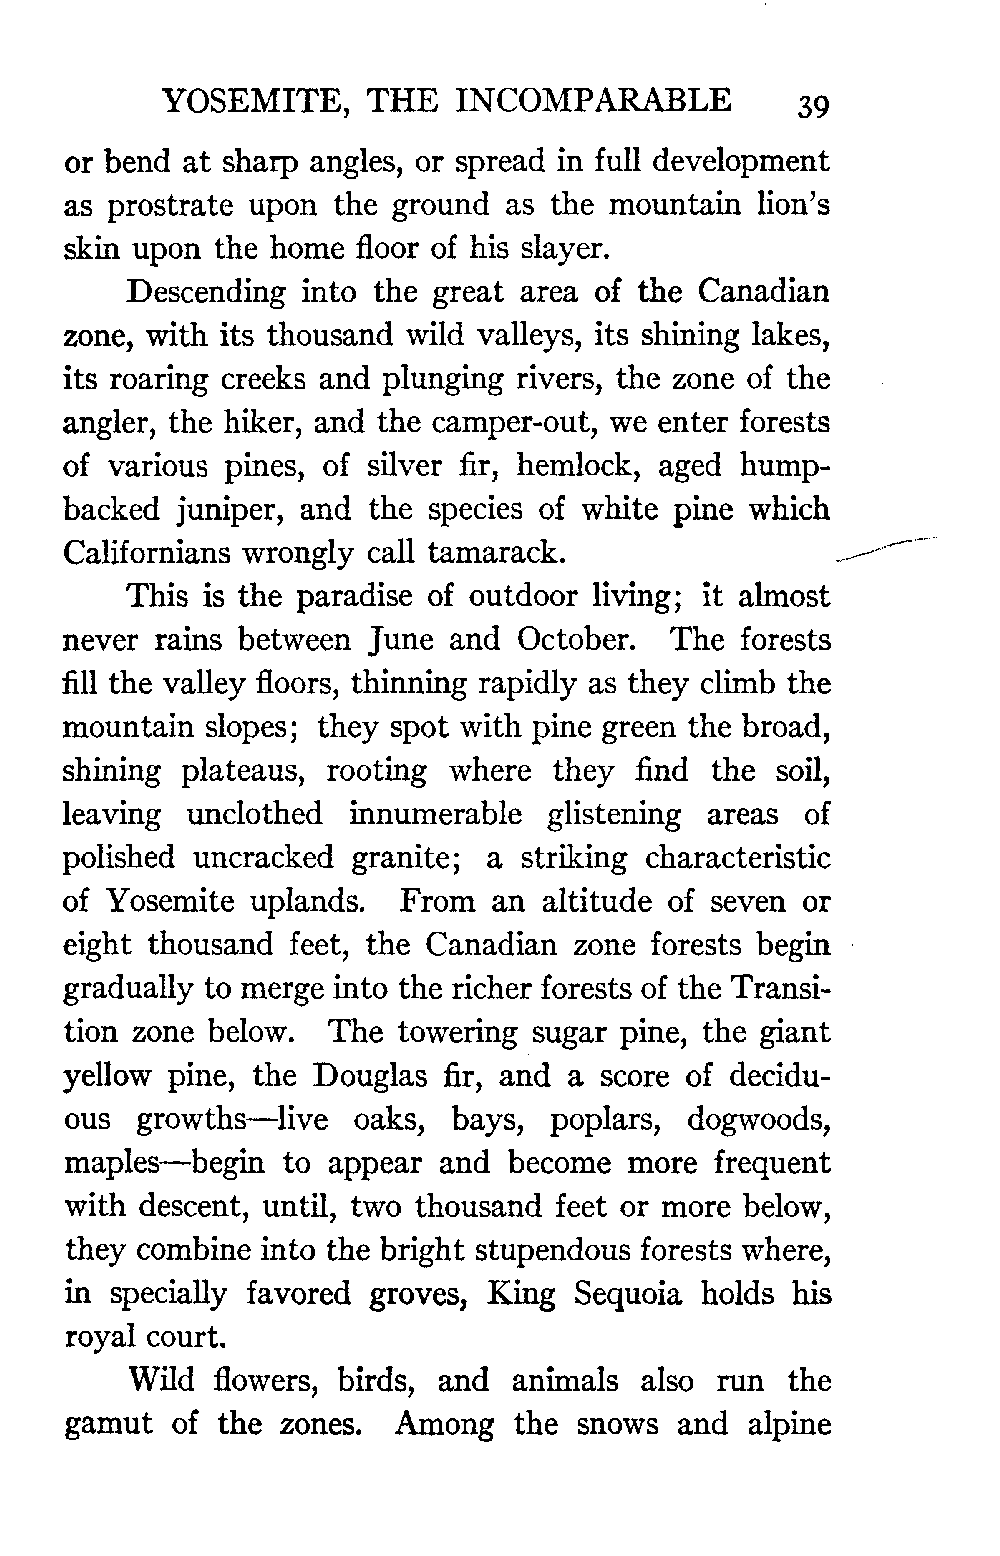 YOSEMITE, THE INCOMPARABLE 39
or bend at sharp angles, or spread in full development
as prostrate upon the ground as the mountain lion's
skin upon the home floor of his slayer.
Descending into the great area of the Canadian
zone, with its thousand wild valleys, its shining lakes,
its roaring creeks and plunging rivers, the zone of the
angler, the hiker, and the camper-out, we enter forests
of various pines, of silver fir, hemlock, aged hump-
backed juniper, and the species of white pine which
Californians wrongly call tamarack.
This is the paradise of outdoor living; it almost
never rains between June and October. The forests
fill the valley floors, thinning rapidly as they climb the
mountain slopes; they spot with pine green the broad,
shining plateaus, rooting where they find the soil,
leaving unclothed innumerable glistening areas of
polished uncracked granite; a striking characteristic
of Yosemite uplands. From an altitude of seven or
eight thousand feet, the Canadian zone forests begin
gradually to merge into the richer forests of the Transi-
tion zone below. The towering sugar pine, the giant
yellow pine, the Douglas fir, and a score of decidu-
ous growths—live oaks, bays, poplars, dogwoods,
maples—begin to appear and become more frequent
with descent, until, two thousand feet or more below,
they combine into the bright stupendous forests where,
in specially favored groves, King Sequoia holds his
royal court.
Wild flowers, birds, and animals also run the
gamut of the zones. Among the snows and alpine